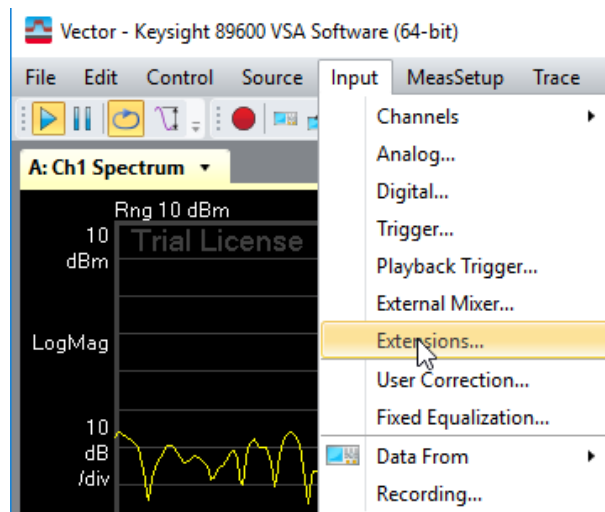 Vector - Keysight 89600 VSA Software (64-bit)
File Edit Control Source Input MeasSetup Trace
Channels
Analog...
A: Ch1 Spectrum
Digital...
Rng 10 dBm
Trigger...
10
Trial License
dBm
Playback Trigger...
External Mixer...
LogMag
Extensions...
User Correction...
Fixed Equalization...
10
dB
Data From
/div
Recording...